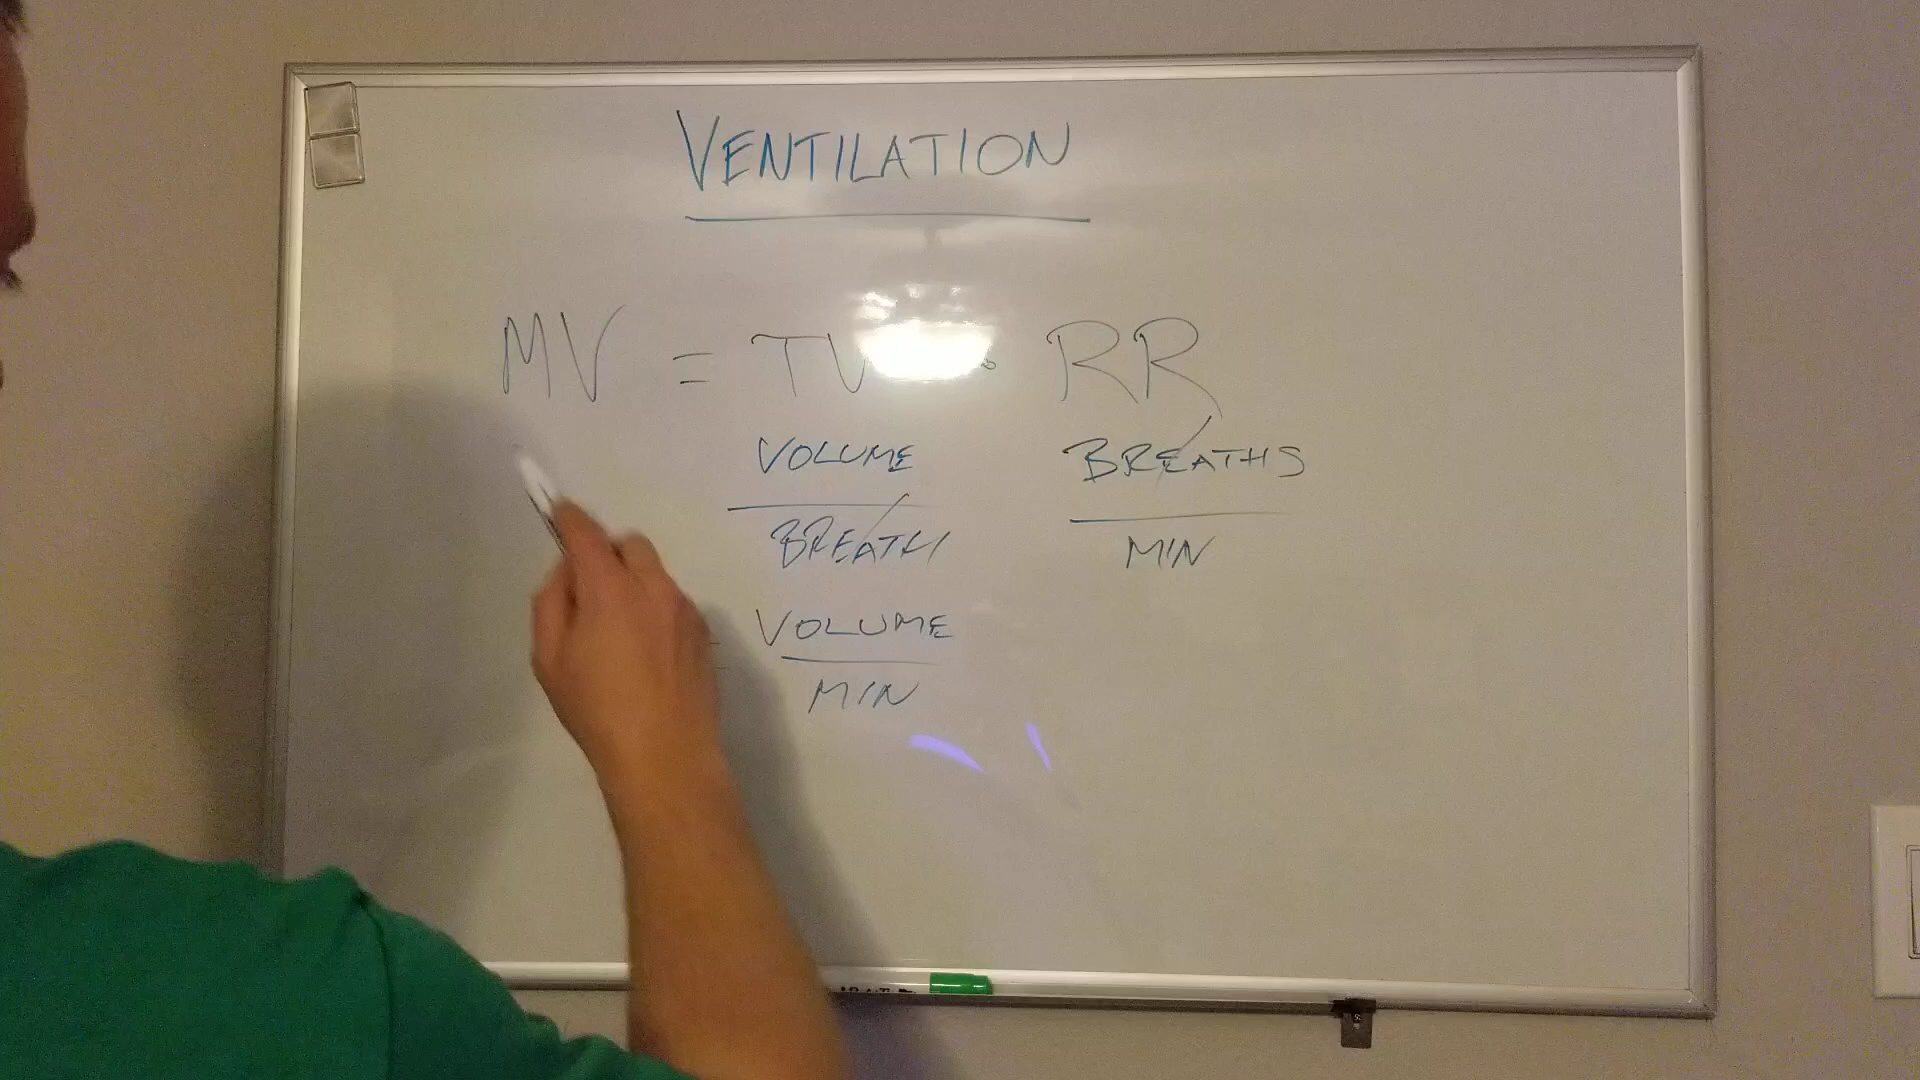 VENTILATION
MV = TV · RR
VOLUME BREATHS
BREATH MIN
= VOLUME
MIN